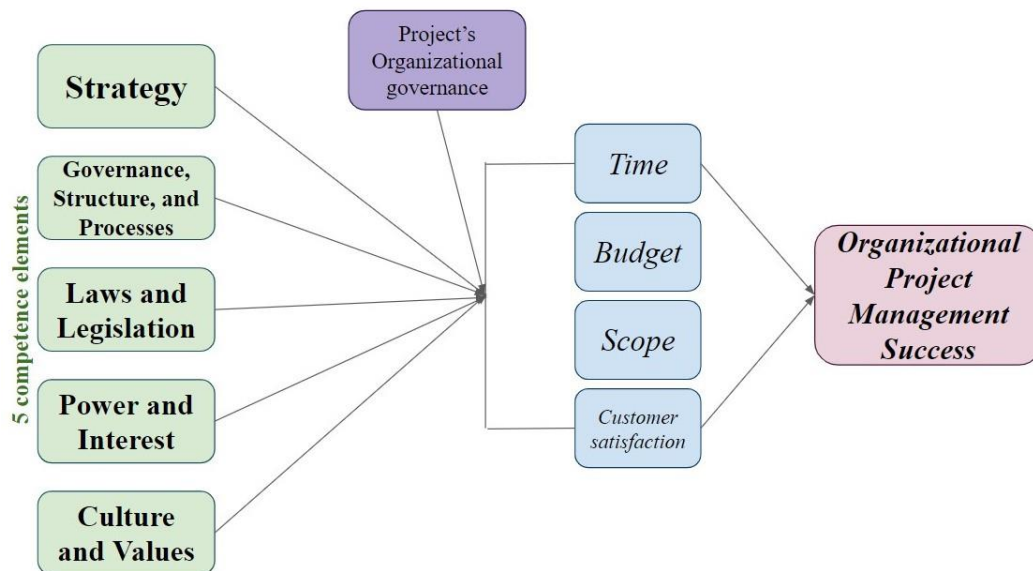 Project's
Organizational
governance
Strategy
Governance,
Structure, and
Processes
Laws and
Legislation
Power and
Interest
Culture
and Values
5 competence elements
Time
Budget
Scope
Customer
satisfaction
Organizational
Project
Management
Success